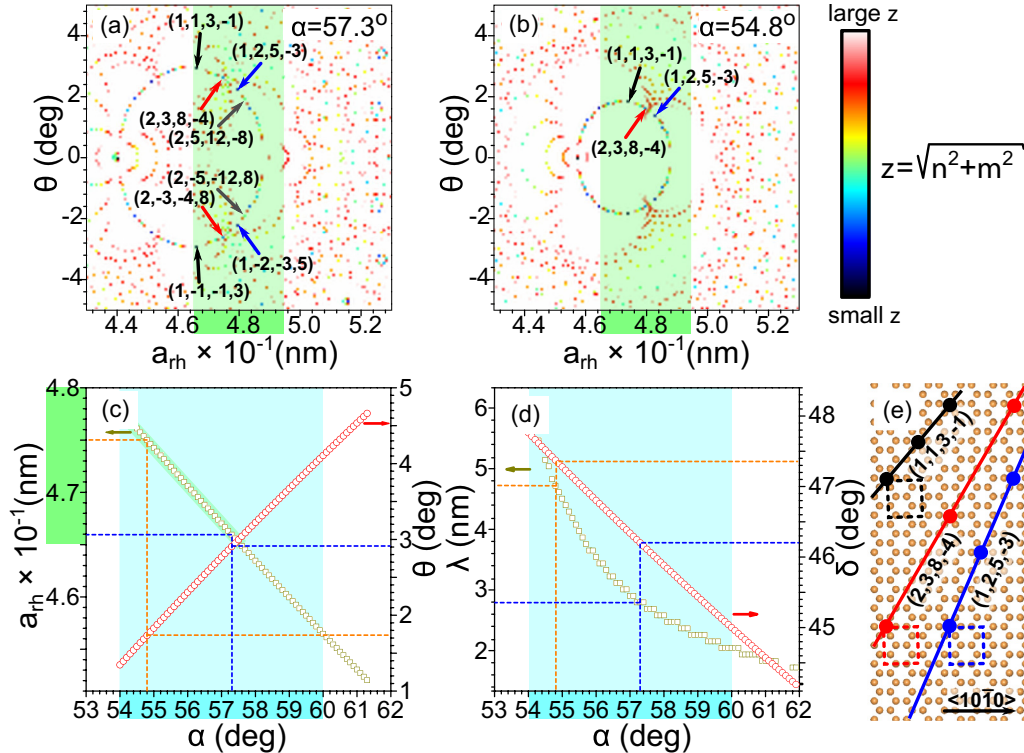 (a)
α=57.3°
(1,1,3,-1)
(1,2,5,-3)
(2,3,8,-4)
(2,5,12,-8)
(2,-5,-12,8)
(2,-3,-4,8)
(1,-2,-3,5)
(1,-1,-1,3)
θ (deg)
4
2
0
-2
-4
4.4
4.6
4.8
5.0
5.2
a_rh × 10⁻¹(nm)
(b)
α=54.8°
(1,1,3,-1)
(1,2,5,-3)
(2,3,8,-4)
θ (deg)
4
2
0
-2
-4
4.4
4.6
4.8
5.0
5.2
a_rh × 10⁻¹(nm)
large z
z=√n²+m²
small z
(c)
a_rh × 10⁻¹(nm)
4.8
4.7
4.6
5
4
3
2
1
θ (deg)
53 54 55 56 57 58 59 60 61 62
α (deg)
(d)
λ (nm)
6
5
4
3
2
48
47
46
45
δ (deg)
53 54 55 56 57 58 59 60 61 62
α (deg)
(e)
(1,1,3,-1)
(2,3,8,-4)
(1,2,5,-3)
<101̄0>